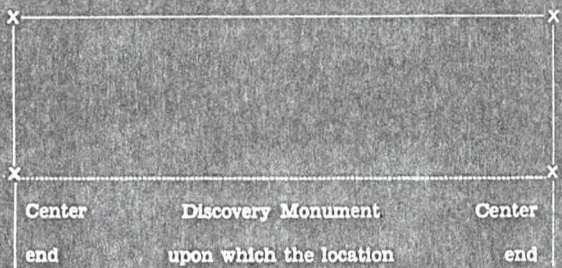 X X
X X
Center Discovery Monument Center
end upon which the location end